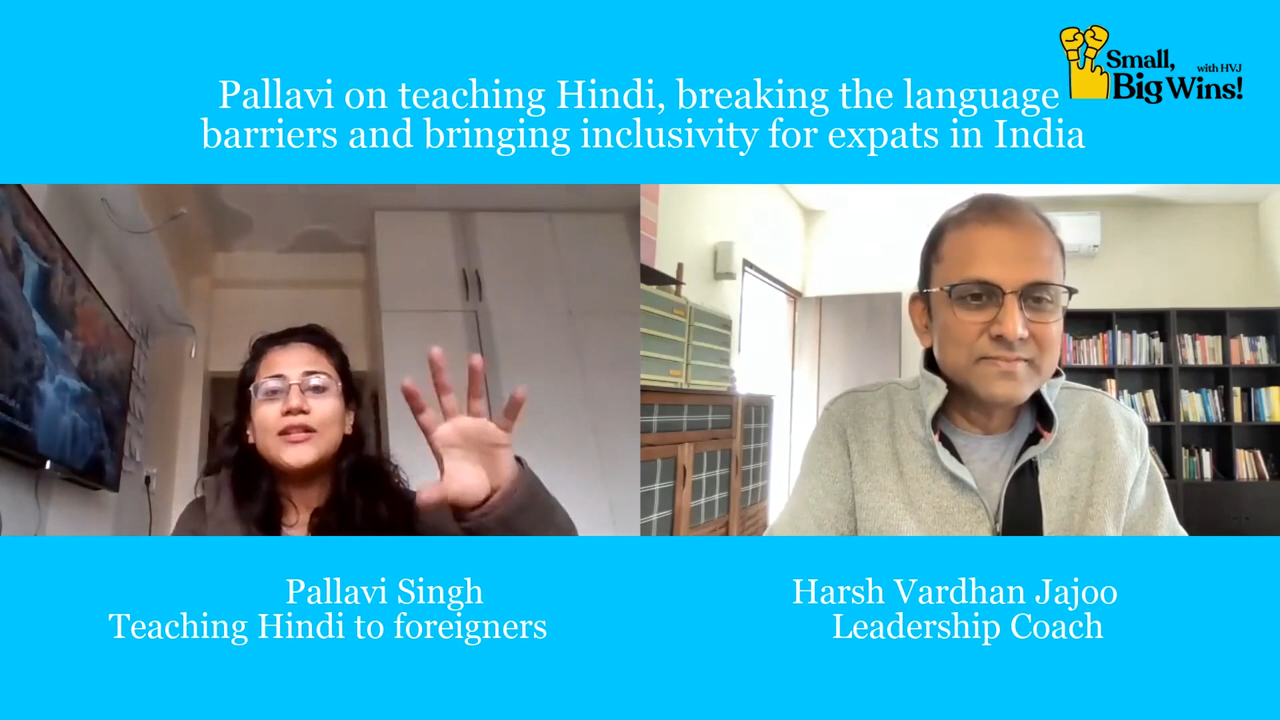 Small,
with HVJ
Big Wins!
Pallavi on teaching Hindi, breaking the language
barriers and bringing inclusivity for expats in India
Pallavi Singh
Teaching Hindi to foreigners
Harsh Vardhan Jajoo
Leadership Coach